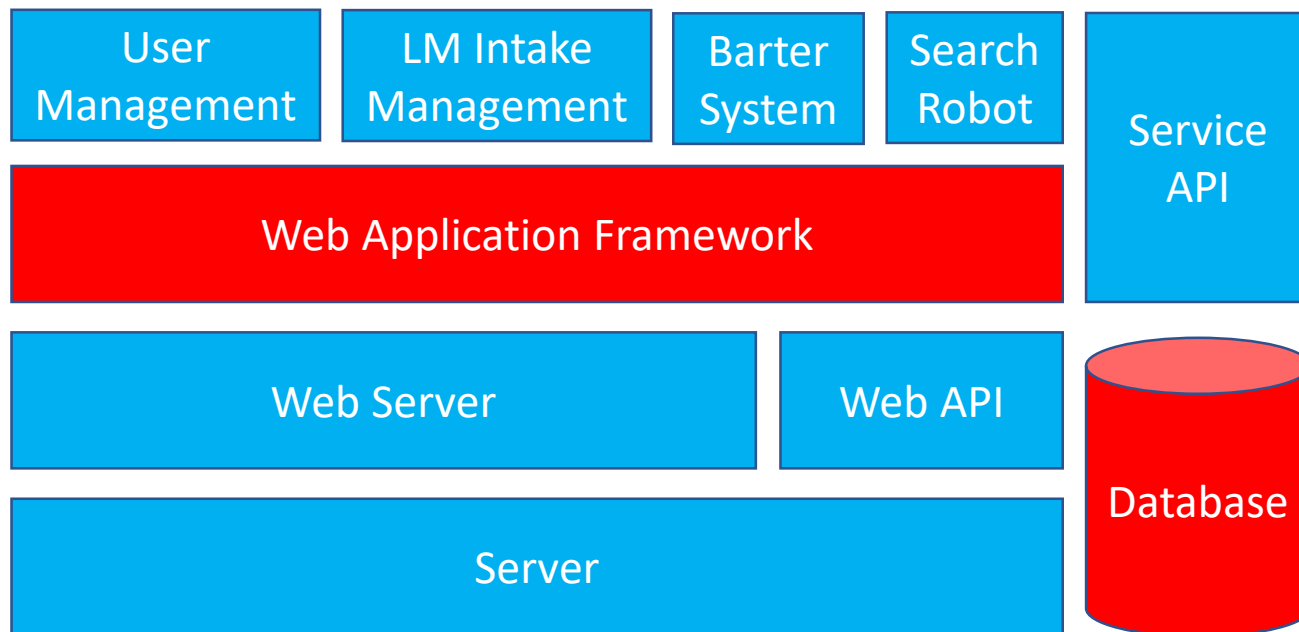 User
Management
LM Intake
Management
Barter
System
Search
Robot
Service
API
Web Application Framework
Web Server
Web API
Database
Server